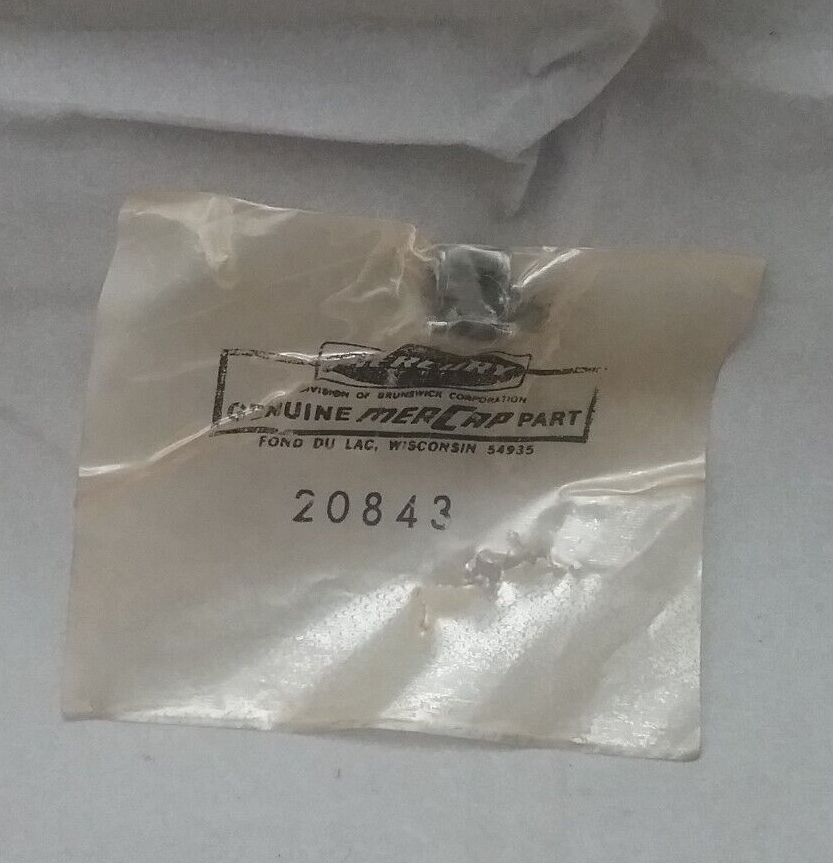 MERCURY
DIVISION OF BRUNSWICK CORPORATION
GENUINE MERCAP PART
FOND DU LAC, WISCONSIN 54935
20843